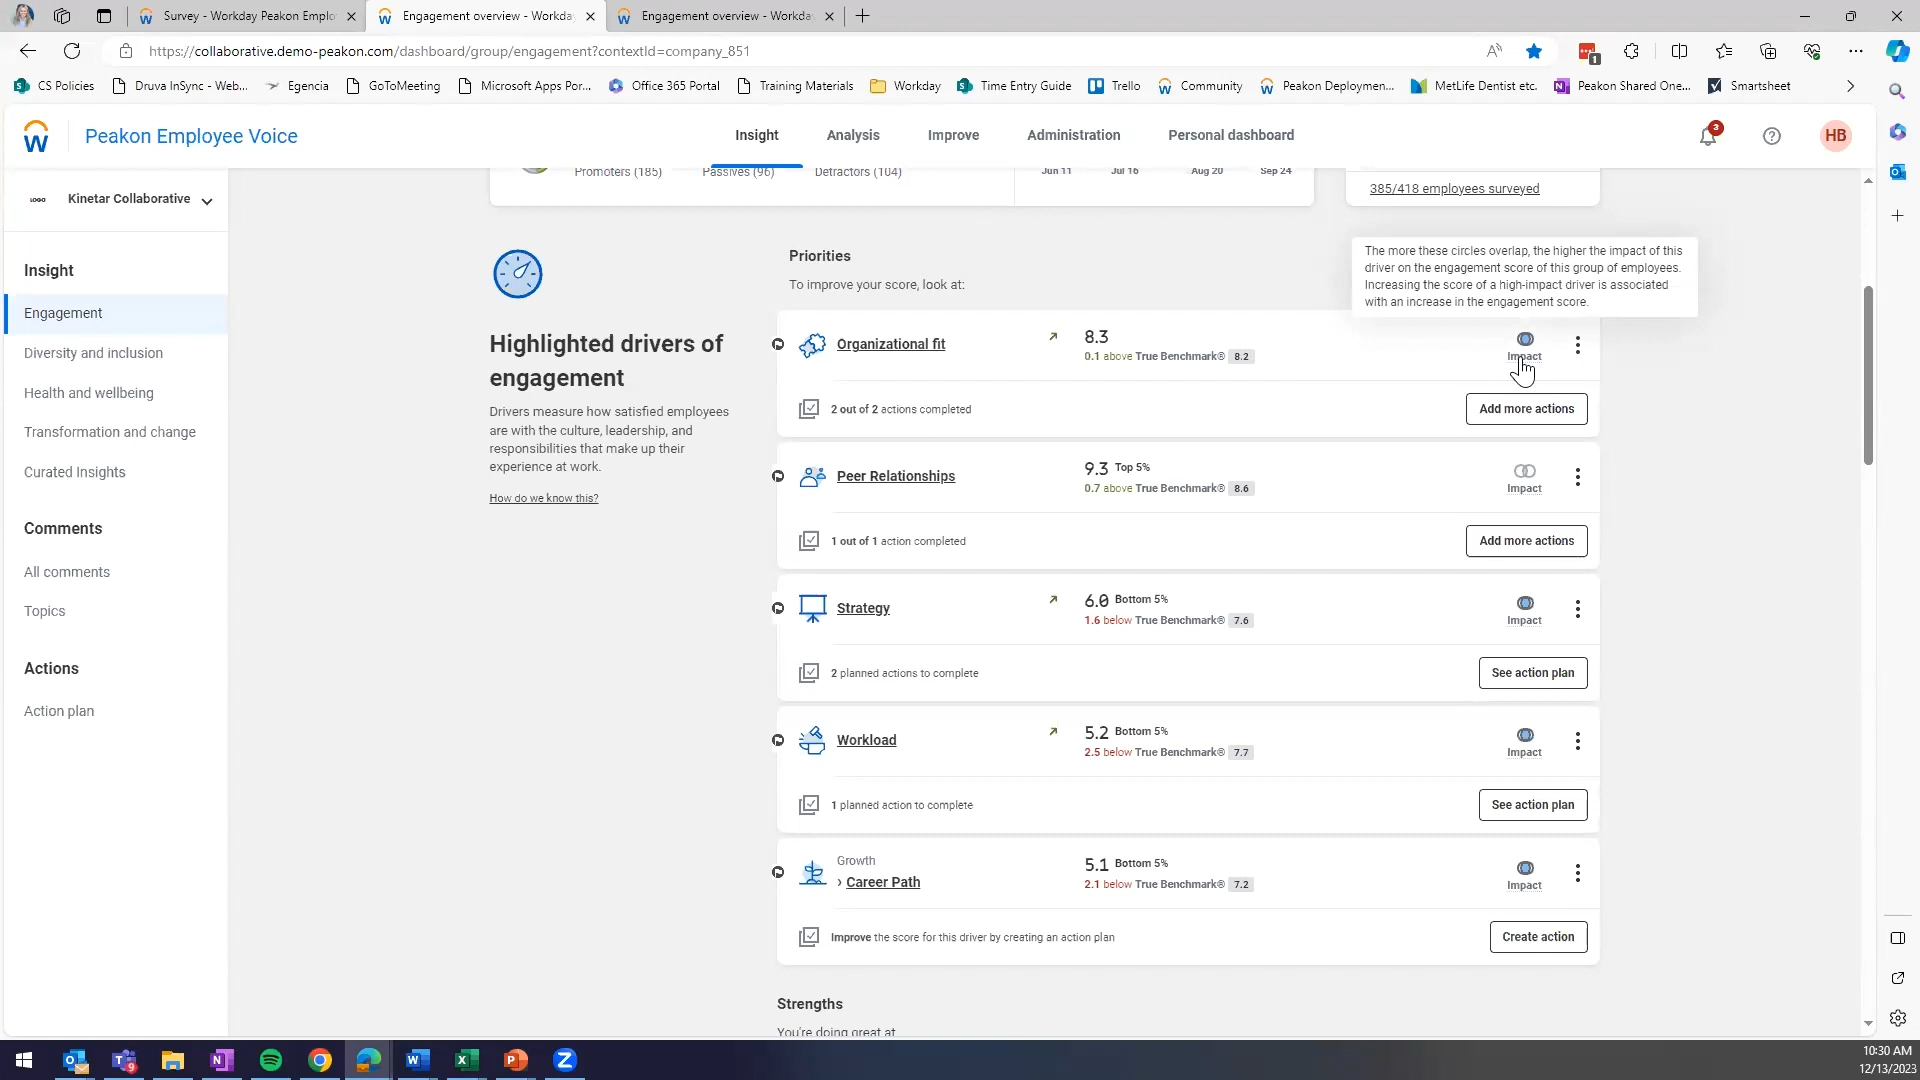 Survey - Workday Peakon Emplo
Engagement overview - Workda
Engagement overview - Workda
https://collaborative.demo-peakon.com/dashboard/group/engagement?contextId=company_851
1
CS Policies
Druva InSync - Web...
Egencia
GoToMeeting
Microsoft Apps Por...
Office 365 Portal
Training Materials
Workday
Time Entry Guide
Trello
Community
Peakon Deploymen...
MetLife Dentist etc.
Peakon Shared One...
Smartsheet
Peakon Employee Voice
Insight
Analysis
Improve
Administration
Personal dashboard
3
HB
LOGO
Kinetar Collaborative
Insight
Engagement
Diversity and inclusion
Health and wellbeing
Transformation and change
Curated Insights
Comments
All comments
Topics
Actions
Action plan
Promoters (185)
Passives (96)
Detractors (104)
Jun 11
Jul 16
Aug 20
Sep 24
385/418 employees surveyed
Highlighted drivers of
engagement
Drivers measure how satisfied employees
are with the culture, leadership, and
responsibilities that make up their
experience at work.
How do we know this?
Priorities
To improve your score, look at:
The more these circles overlap, the higher the impact of this
driver on the engagement score of this group of employees.
Increasing the score of a high-impact driver is associated
with an increase in the engagement score.
Organizational fit
8.3
0.1 above True Benchmark® 8.2
Impact
2 out of 2 actions completed
Add more actions
Peer Relationships
9.3 Top 5%
0.7 above True Benchmark® 8.6
Impact
1 out of 1 action completed
Add more actions
Strategy
6.0 Bottom 5%
1.6 below True Benchmark® 7.6
Impact
2 planned actions to complete
See action plan
Workload
5.2 Bottom 5%
2.5 below True Benchmark® 7.7
Impact
1 planned action to complete
See action plan
Growth
› Career Path
5.1 Bottom 5%
2.1 below True Benchmark® 7.2
Impact
Improve the score for this driver by creating an action plan
Create action
Strengths
You're doing great at
9
10:30 AM
12/13/2023